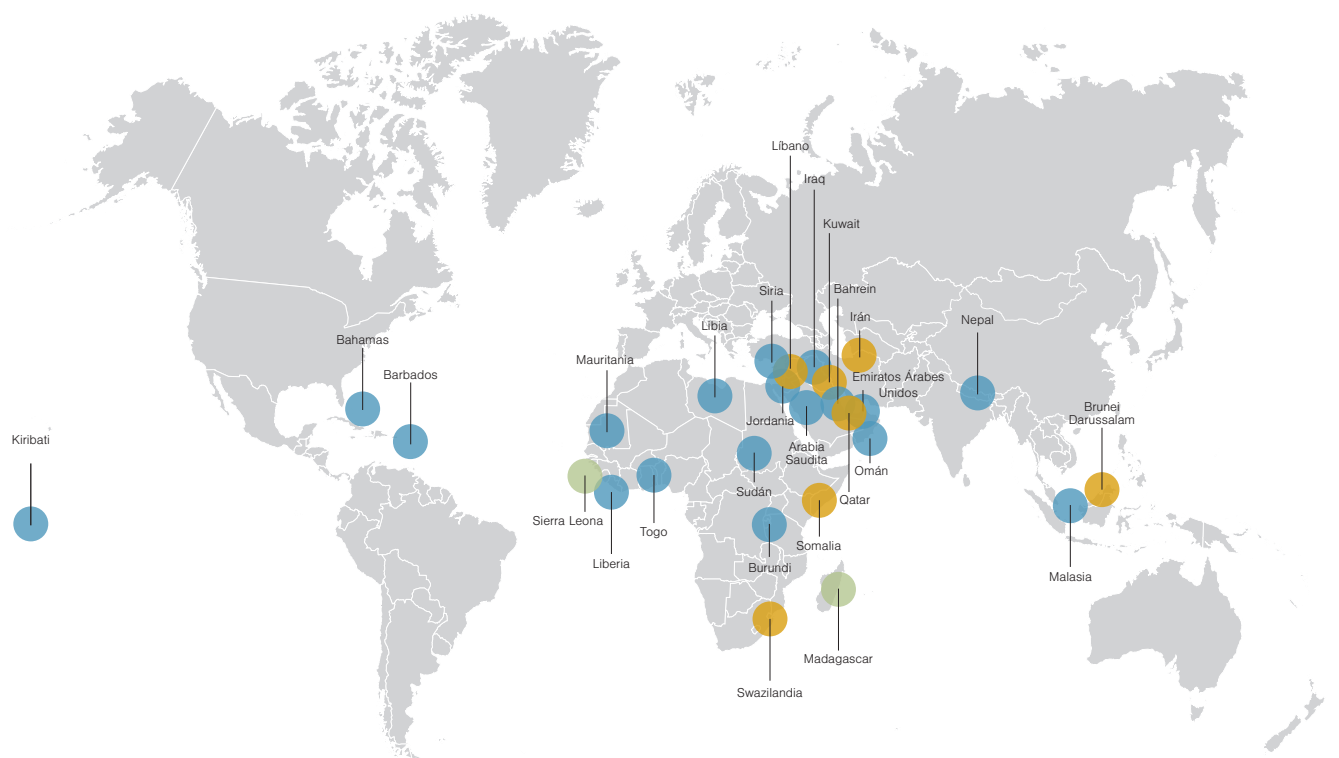 Líbano
Iraq
Kuwait
Siria
Bahrein
Irán
Nepal
Libia
Bahamas
Mauritania
Barbados
Emiratos Árabes
Unidos
Brunei
Darussalam
Jordania
Kiribati
Arabia
Saudita
Omán
Sudán
Qatar
Sierra Leona
Togo
Somalia
Liberia
Burundi
Malasia
Madagascar
Swazilandia